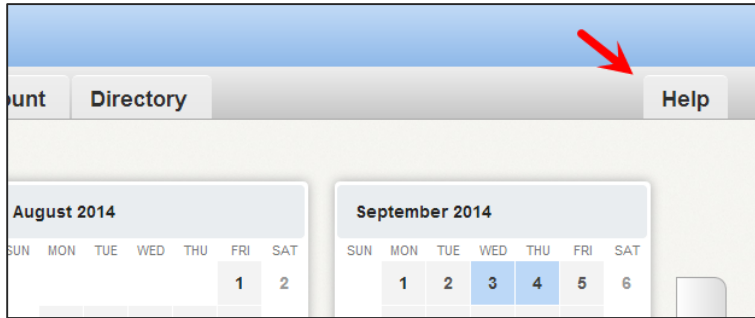 Directory
Help
August 2014
September 2014
SUN MON TUE WED THU FRI SAT
SUN MON TUE WED THU FRI SAT
1 2
1 2 3 4 5 6